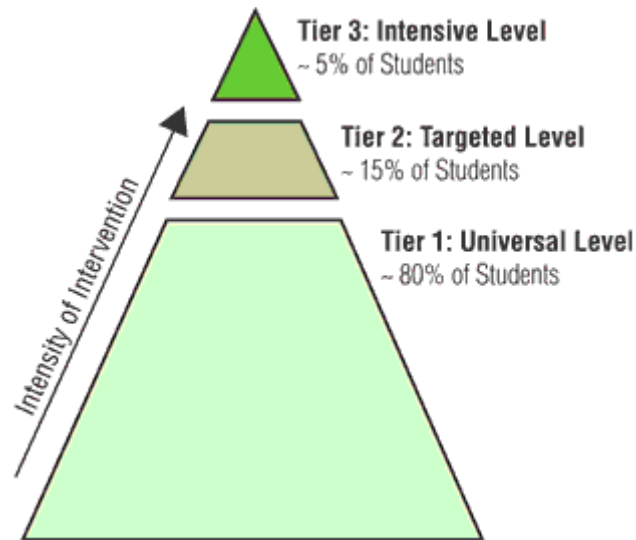 Tier 3: Intensive Level
~ 5% of Students
Tier 2: Targeted Level
~ 15% of Students
Tier 1: Universal Level
~ 80% of Students
Intensity of Intervention